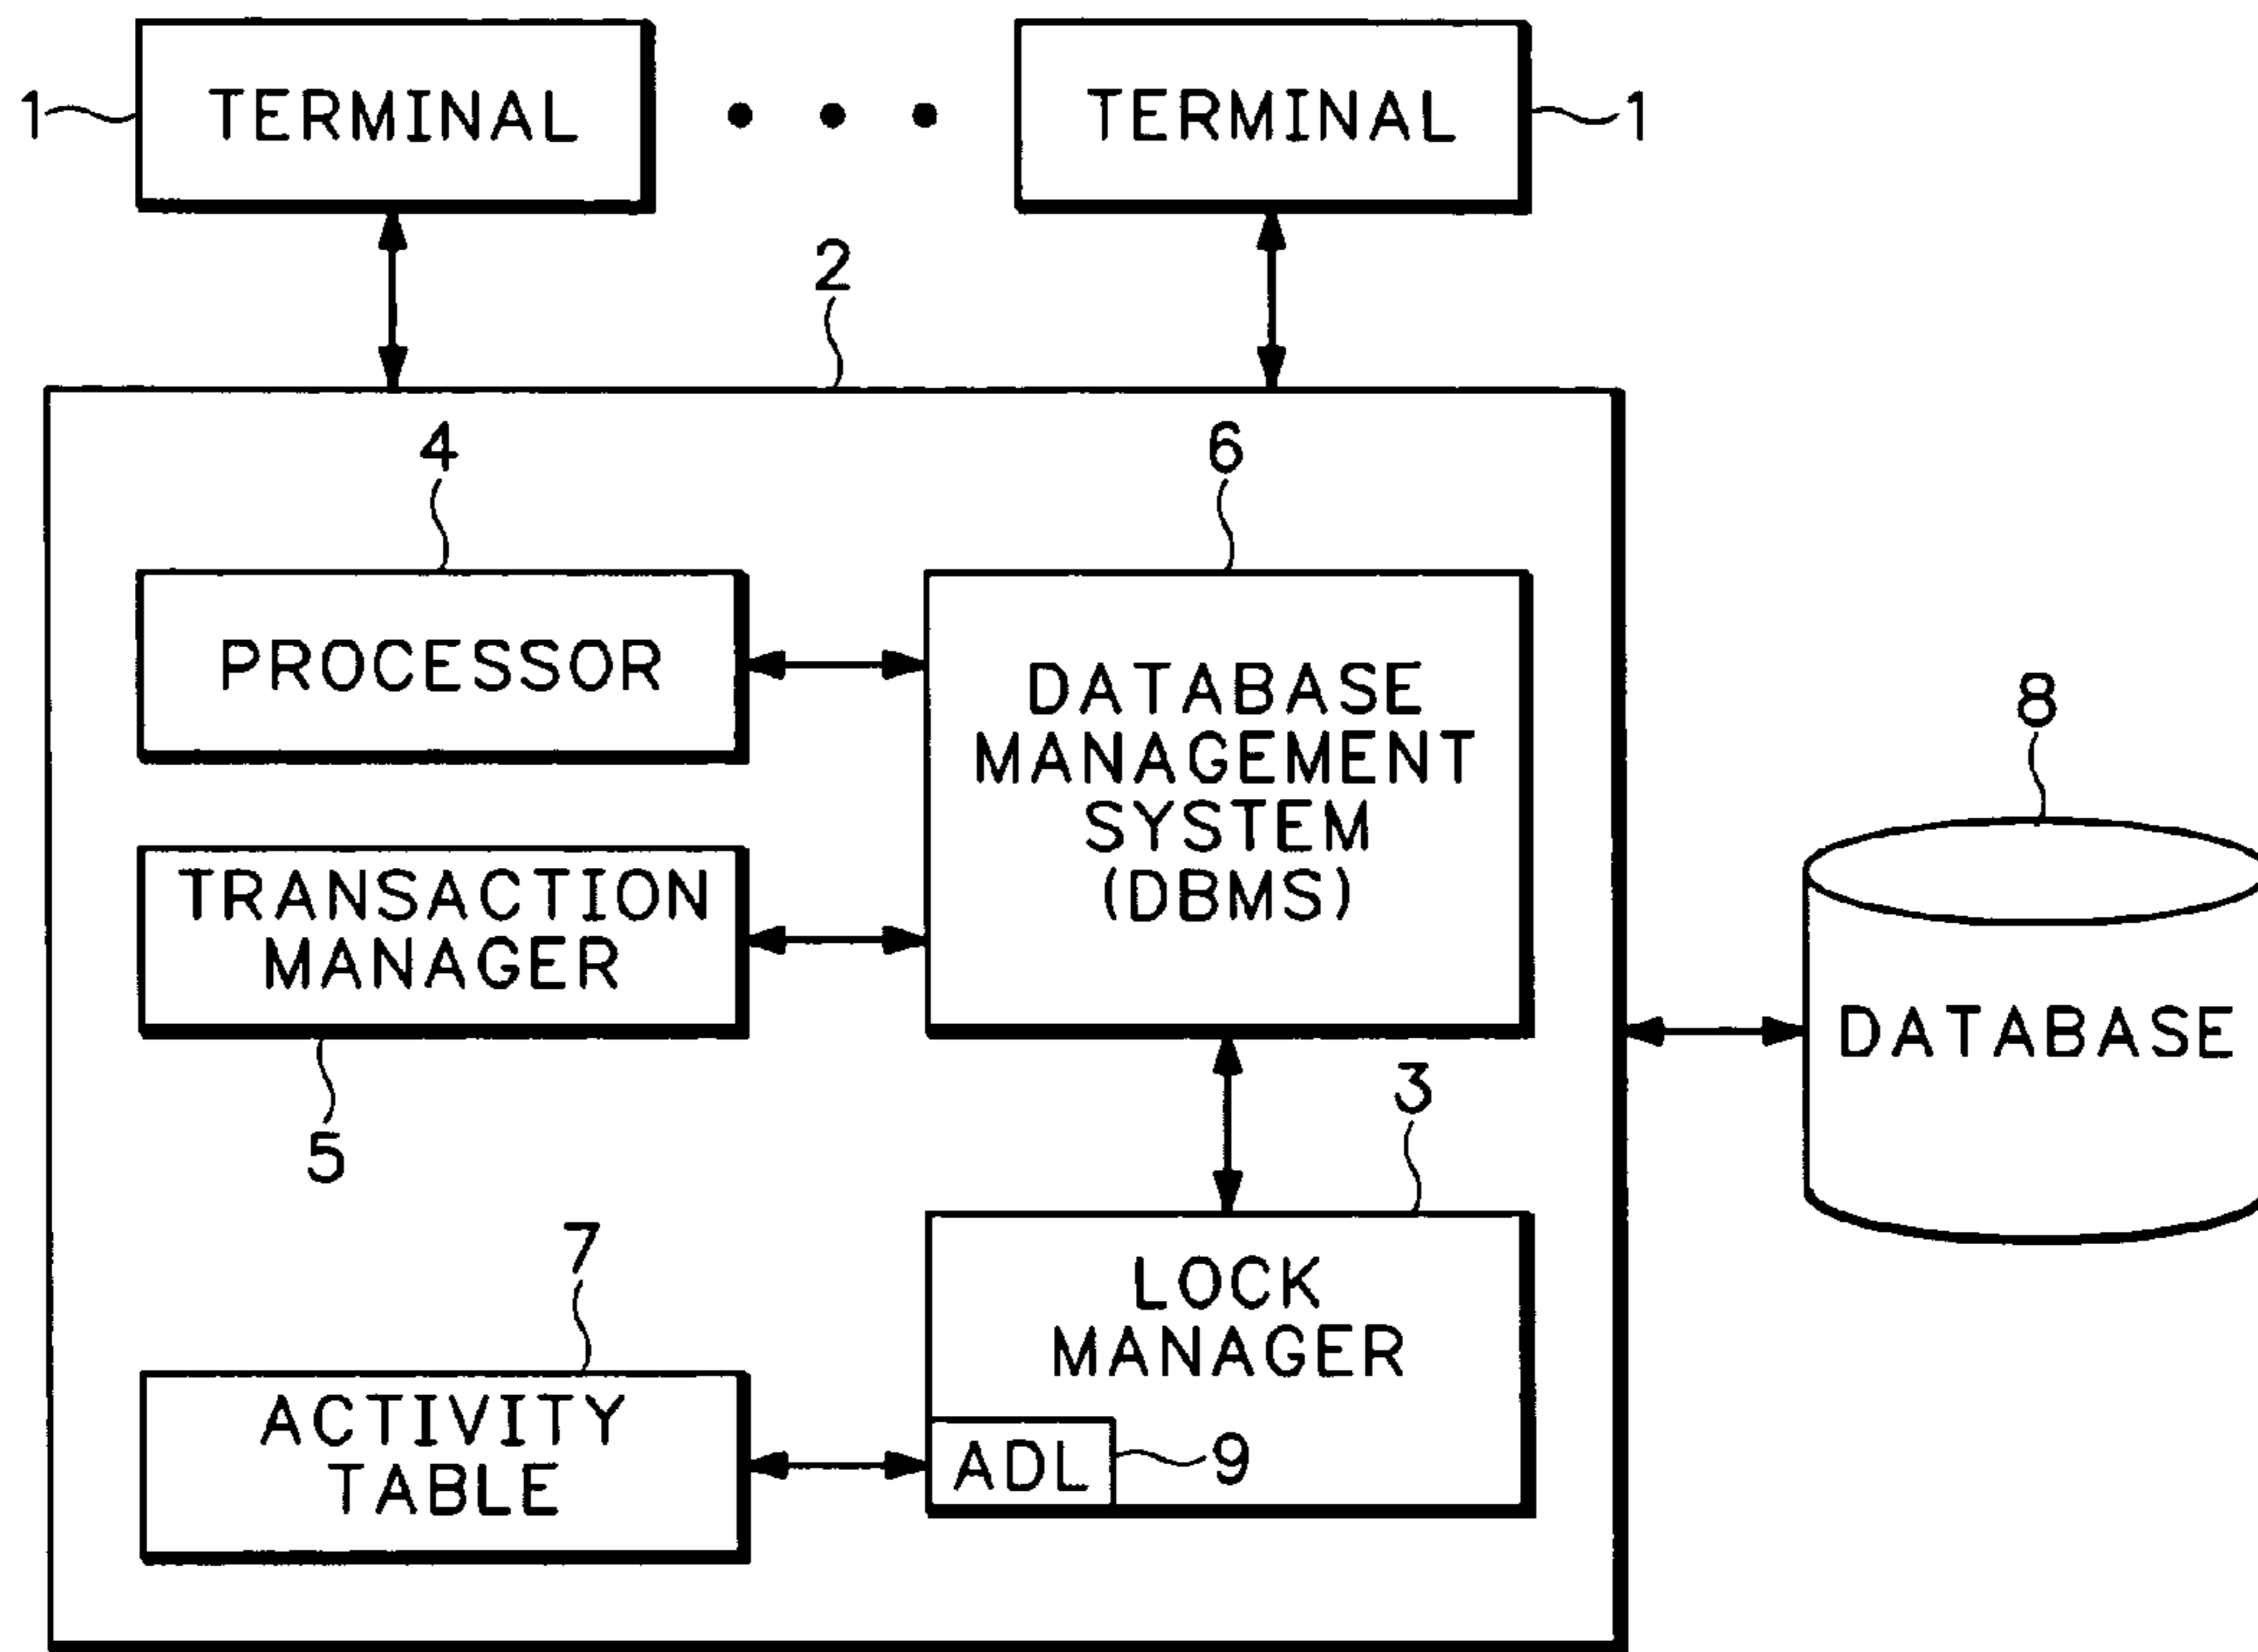 1 TERMINAL
TERMINAL 1
2
4
6
PROCESSOR
DATABASE
MANAGEMENT
SYSTEM
(DBMS)
8
TRANSACTION
MANAGER
DATABASE
3
5
7
LOCK
MANAGER
ACTIVITY
TABLE
ADL 9